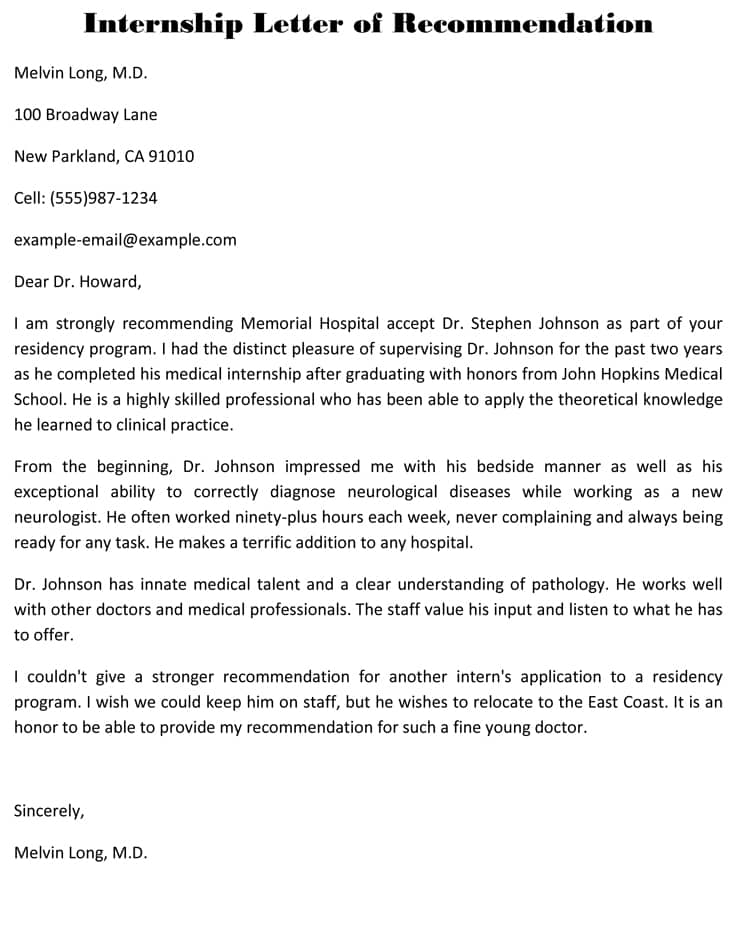 Internship Letter of Recommendation
Melvin Long, M.D.
100 Broadway Lane
New Parkland, CA 91010
Cell: (555)987-1234
example-email@example.com
Dear Dr. Howard,
I am strongly recommending Memorial Hospital accept Dr. Stephen Johnson as part of your
residency program. I had the distinct pleasure of supervising Dr. Johnson for the past two years
as he completed his medical internship after graduating with honors from John Hopkins Medical
School. He is a highly skilled professional who has been able to apply the theoretical knowledge
he learned to clinical practice.
From the beginning, Dr. Johnson impressed me with his bedside manner as well as his
exceptional ability to correctly diagnose neurological diseases while working as a new
neurologist. He often worked ninety-plus hours each week, never complaining and always being
ready for any task. He makes a terrific addition to any hospital.
Dr. Johnson has innate medical talent and a clear understanding of pathology. He works well
with other doctors and medical professionals. The staff value his input and listen to what he has
to offer.
I couldn't give a stronger recommendation for another intern's application to a residency
program. I wish we could keep him on staff, but he wishes to relocate to the East Coast. It is an
honor to be able to provide my recommendation for such a fine young doctor.
Sincerely,
Melvin Long, M.D.